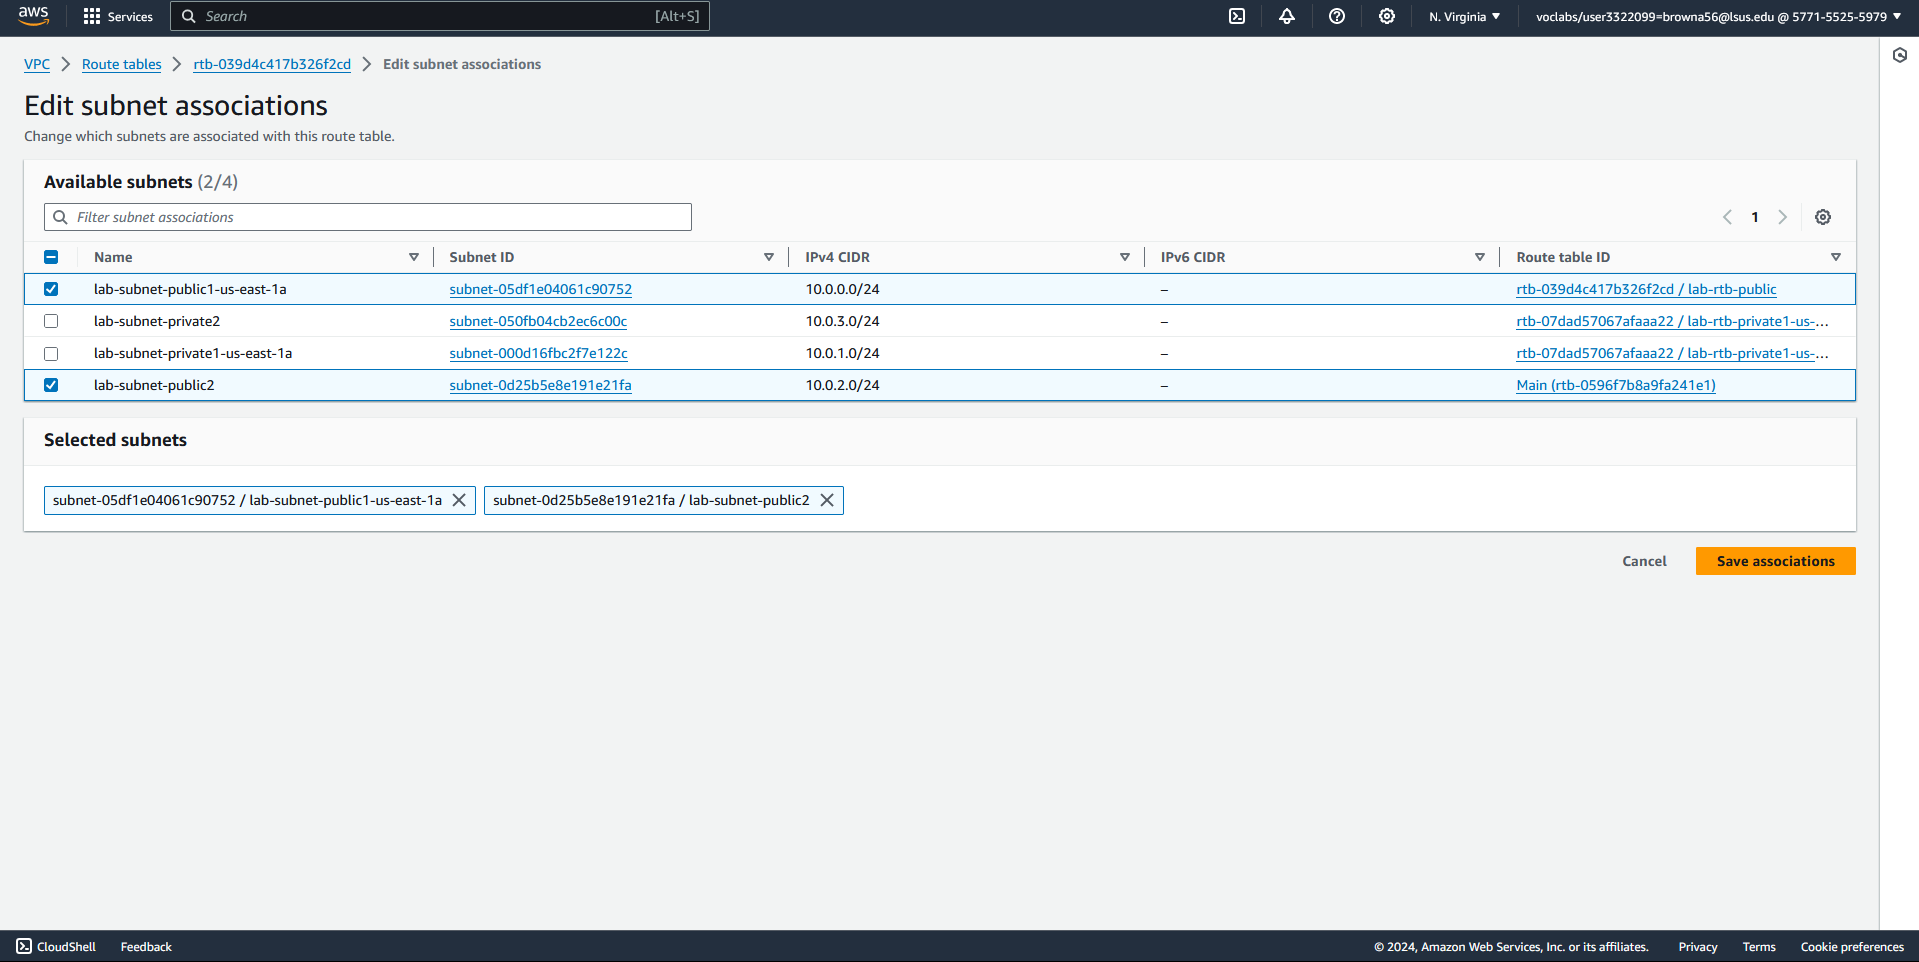 aws Services Search [Alt+S] N. Virginia voclabs/user3322099=browna56@lsus.edu @ 5771-5525-5979
VPC Route tables rtb-039d4c417b326f2cd Edit subnet associations
Edit subnet associations
Change which subnets are associated with this route table.
Available subnets (2/4)
Filter subnet associations 1
Name Subnet ID IPv4 CIDR IPv6 CIDR Route table ID
lab-subnet-public1-us-east-1a subnet-05df1e04061c90752 10.0.0.0/24 – rtb-039d4c417b326f2cd / lab-rtb-public
lab-subnet-private2 subnet-050fb04cb2ec6c00c 10.0.3.0/24 – rtb-07dad57067afaaa22 / lab-rtb-private1-us-...
lab-subnet-private1-us-east-1a subnet-000d16fbc2f7e122c 10.0.1.0/24 – rtb-07dad57067afaaa22 / lab-rtb-private1-us-...
lab-subnet-public2 subnet-0d25b5e8e191e21fa 10.0.2.0/24 – Main (rtb-0596f7b8a9fa241e1)
Selected subnets
subnet-05df1e04061c90752 / lab-subnet-public1-us-east-1a subnet-0d25b5e8e191e21fa / lab-subnet-public2
Cancel Save associations
CloudShell Feedback © 2024, Amazon Web Services, Inc. or its affiliates. Privacy Terms Cookie preferences